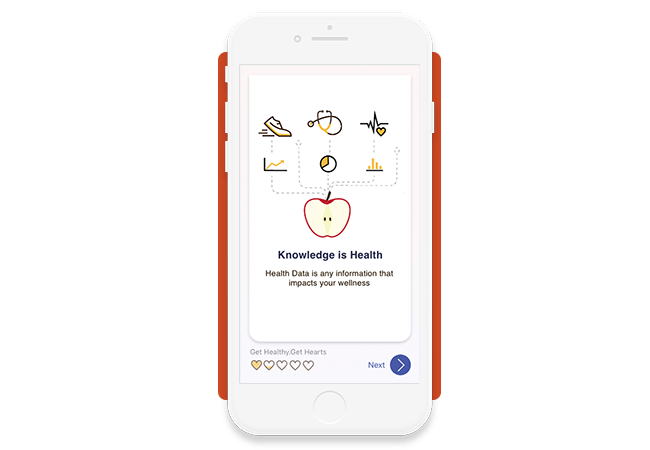 Knowledge is Health
Health Data is any information that
impacts your wellness
Get Healthy,Get Hearts
Next